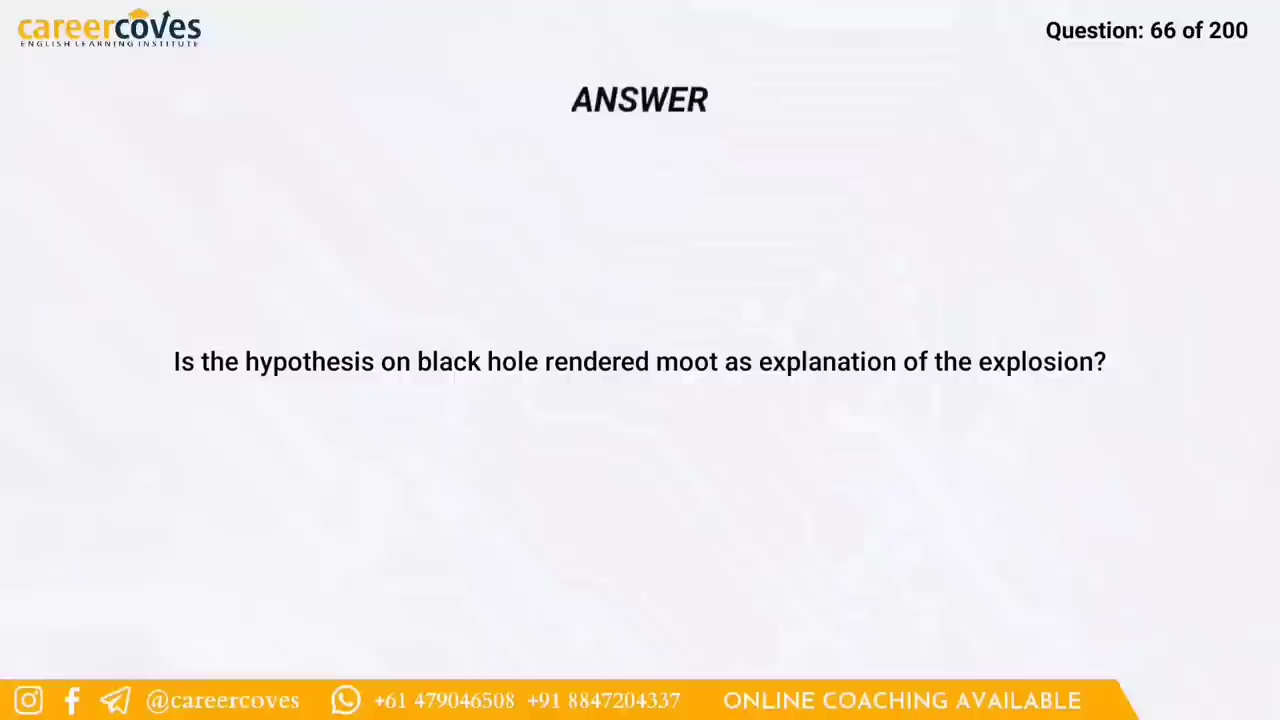 careercoves
ENGLISH LEARNING INSTITUTE
Question: 66 of 200
ANSWER
Is the hypothesis on black hole rendered moot as explanation of the explosion?
@careercoves +61 479046508 +91 8847204337 ONLINE COACHING AVAILABLE